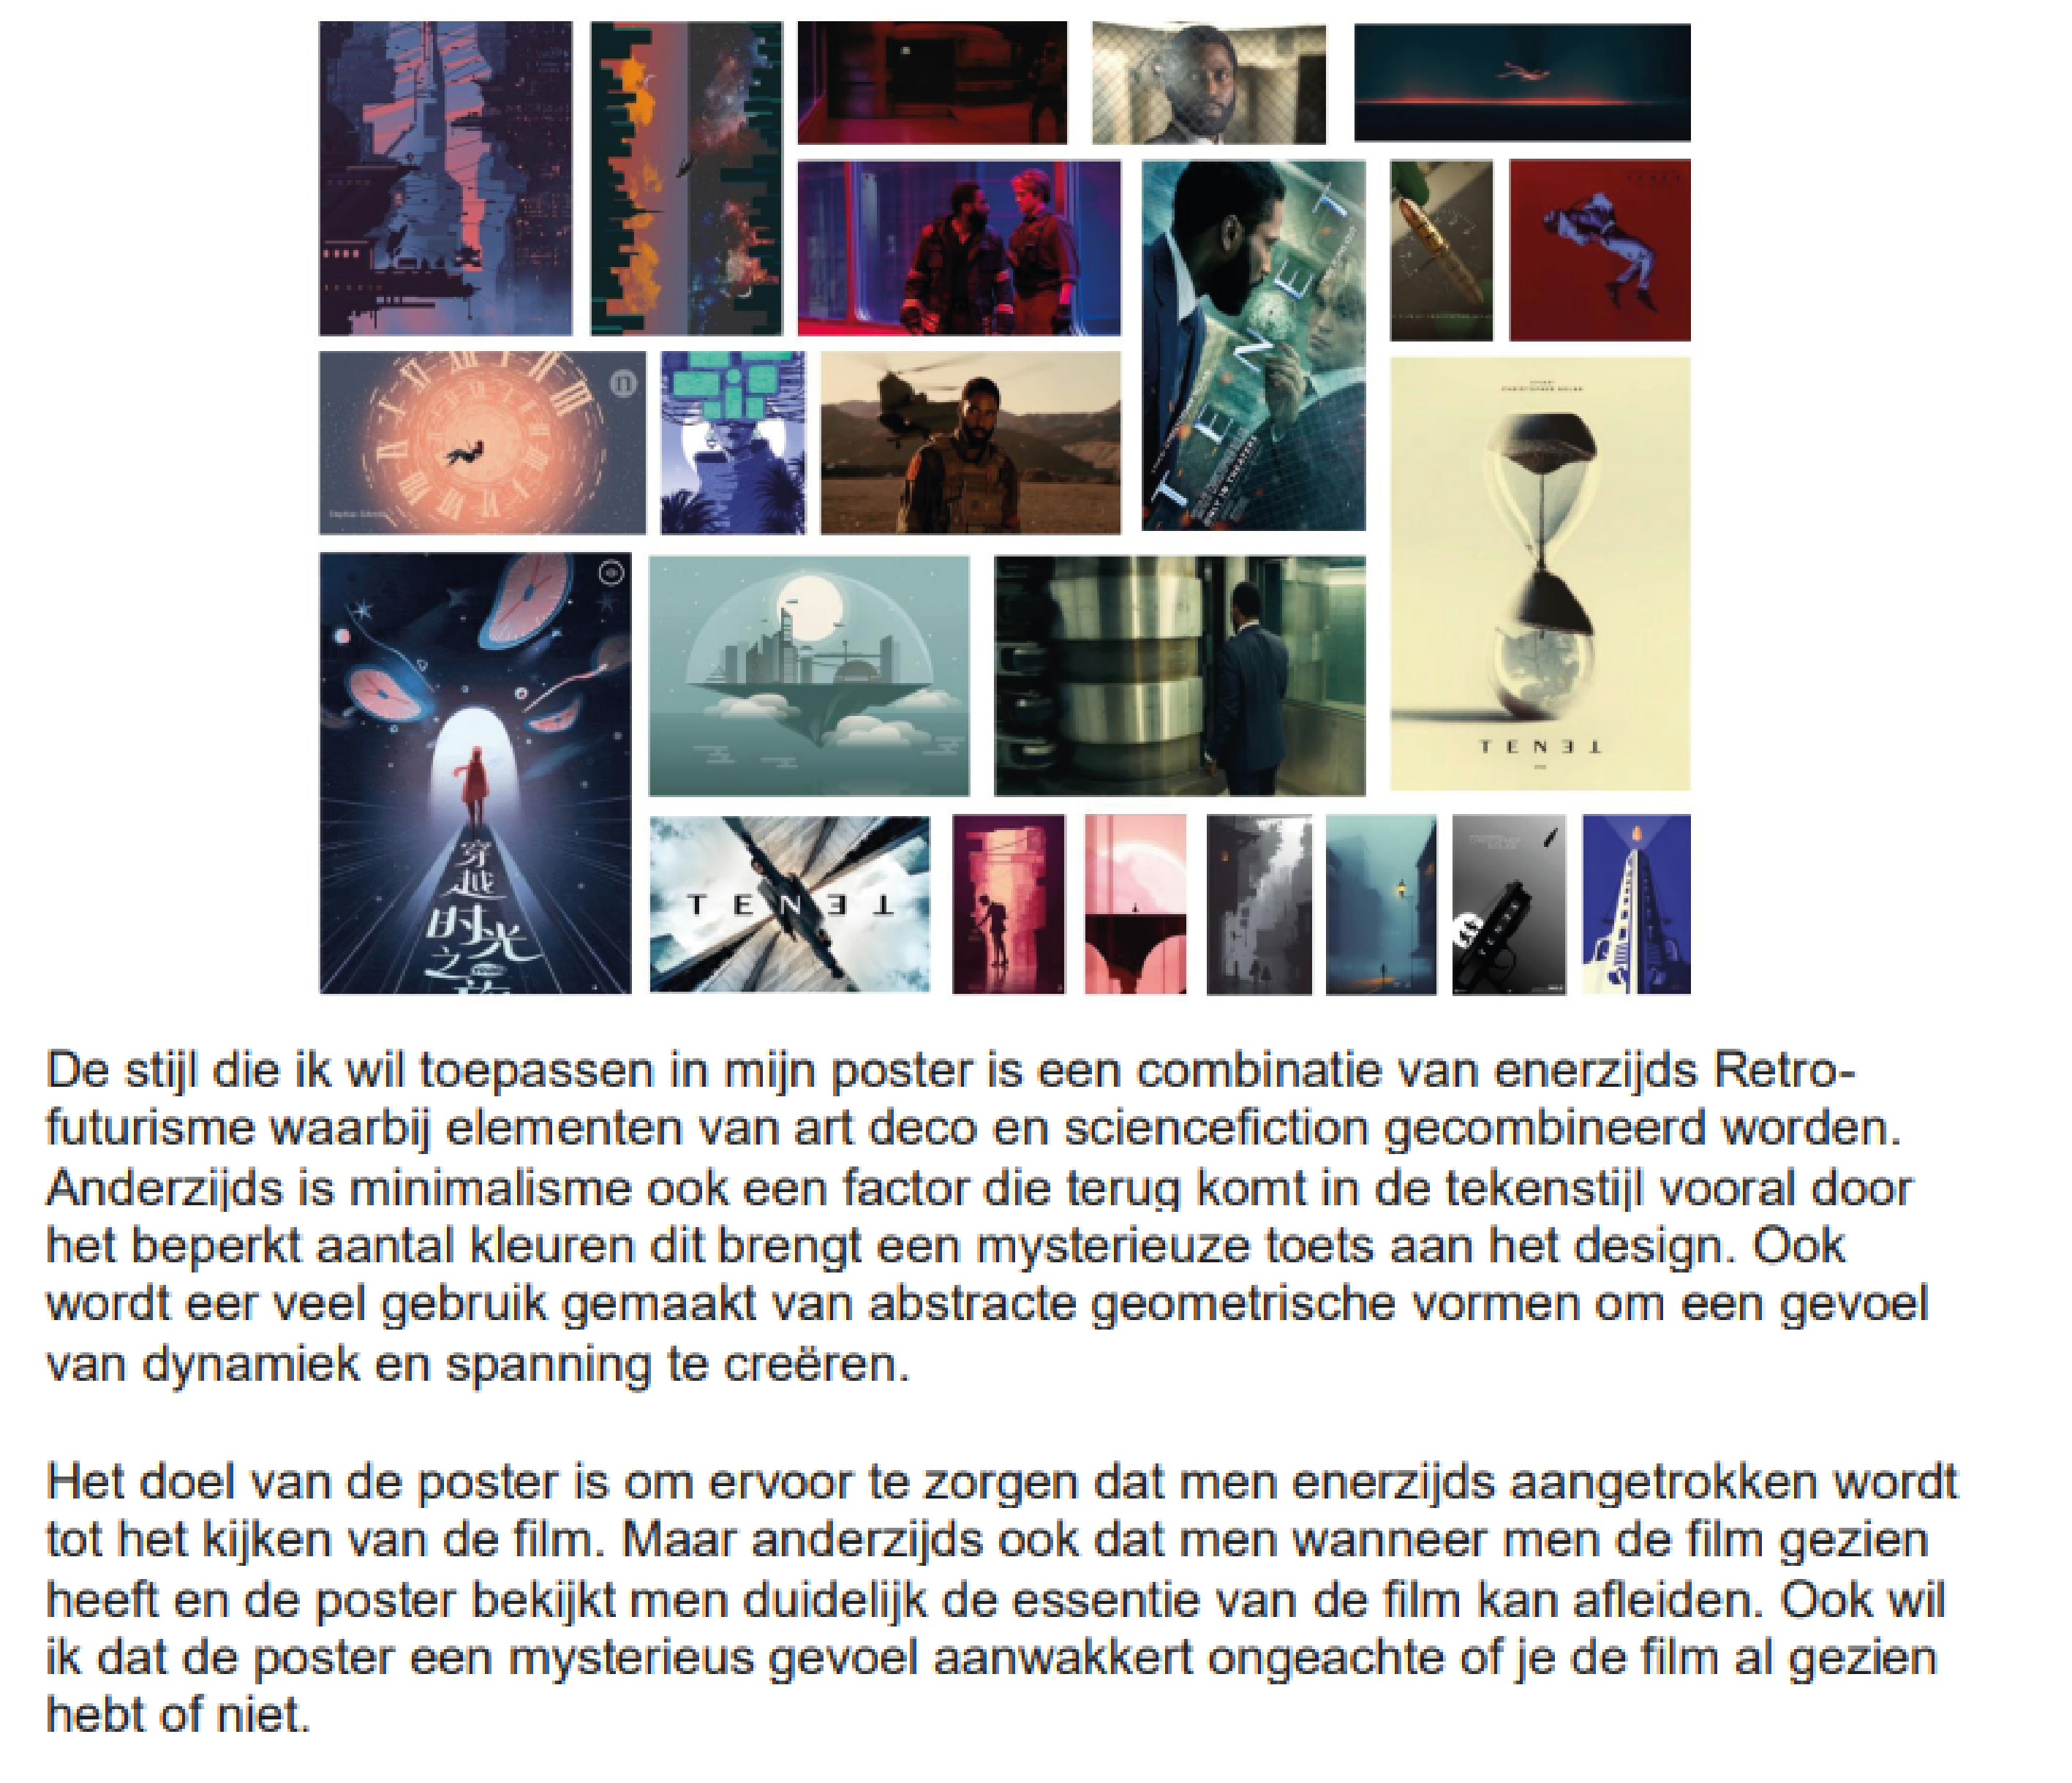 n
T E N E T
ONLY IN THEATERS
CHRISTOPHER NOLAN
T E N Ǝ ⊥
穿
越
时光
之
T E N Ǝ ⊥
De stijl die ik wil toepassen in mijn poster is een combinatie van enerzijds Retro-
futurisme waarbij elementen van art deco en sciencefiction gecombineerd worden.
Anderzijds is minimalisme ook een factor die terug komt in de tekenstijl vooral door
het beperkt aantal kleuren dit brengt een mysterieuze toets aan het design. Ook
wordt eer veel gebruik gemaakt van abstracte geometrische vormen om een gevoel
van dynamiek en spanning te creëren.
Het doel van de poster is om ervoor te zorgen dat men enerzijds aangetrokken wordt
tot het kijken van de film. Maar anderzijds ook dat men wanneer men de film gezien
heeft en de poster bekijkt men duidelijk de essentie van de film kan afleiden. Ook wil
ik dat de poster een mysterieus gevoel aanwakkert ongeachte of je de film al gezien
hebt of niet.